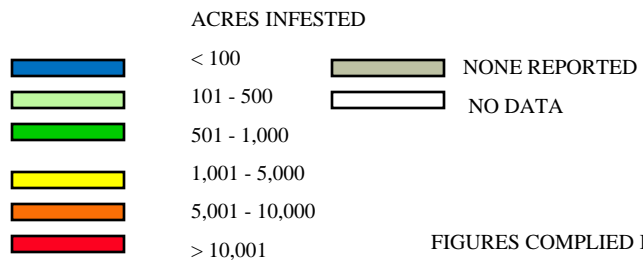 ACRES INFESTED
< 100
NONE REPORTED
101 - 500
NO DATA
501 - 1,000
1,001 - 5,000
5,001 - 10,000
> 10,001
FIGURES COMPLIED